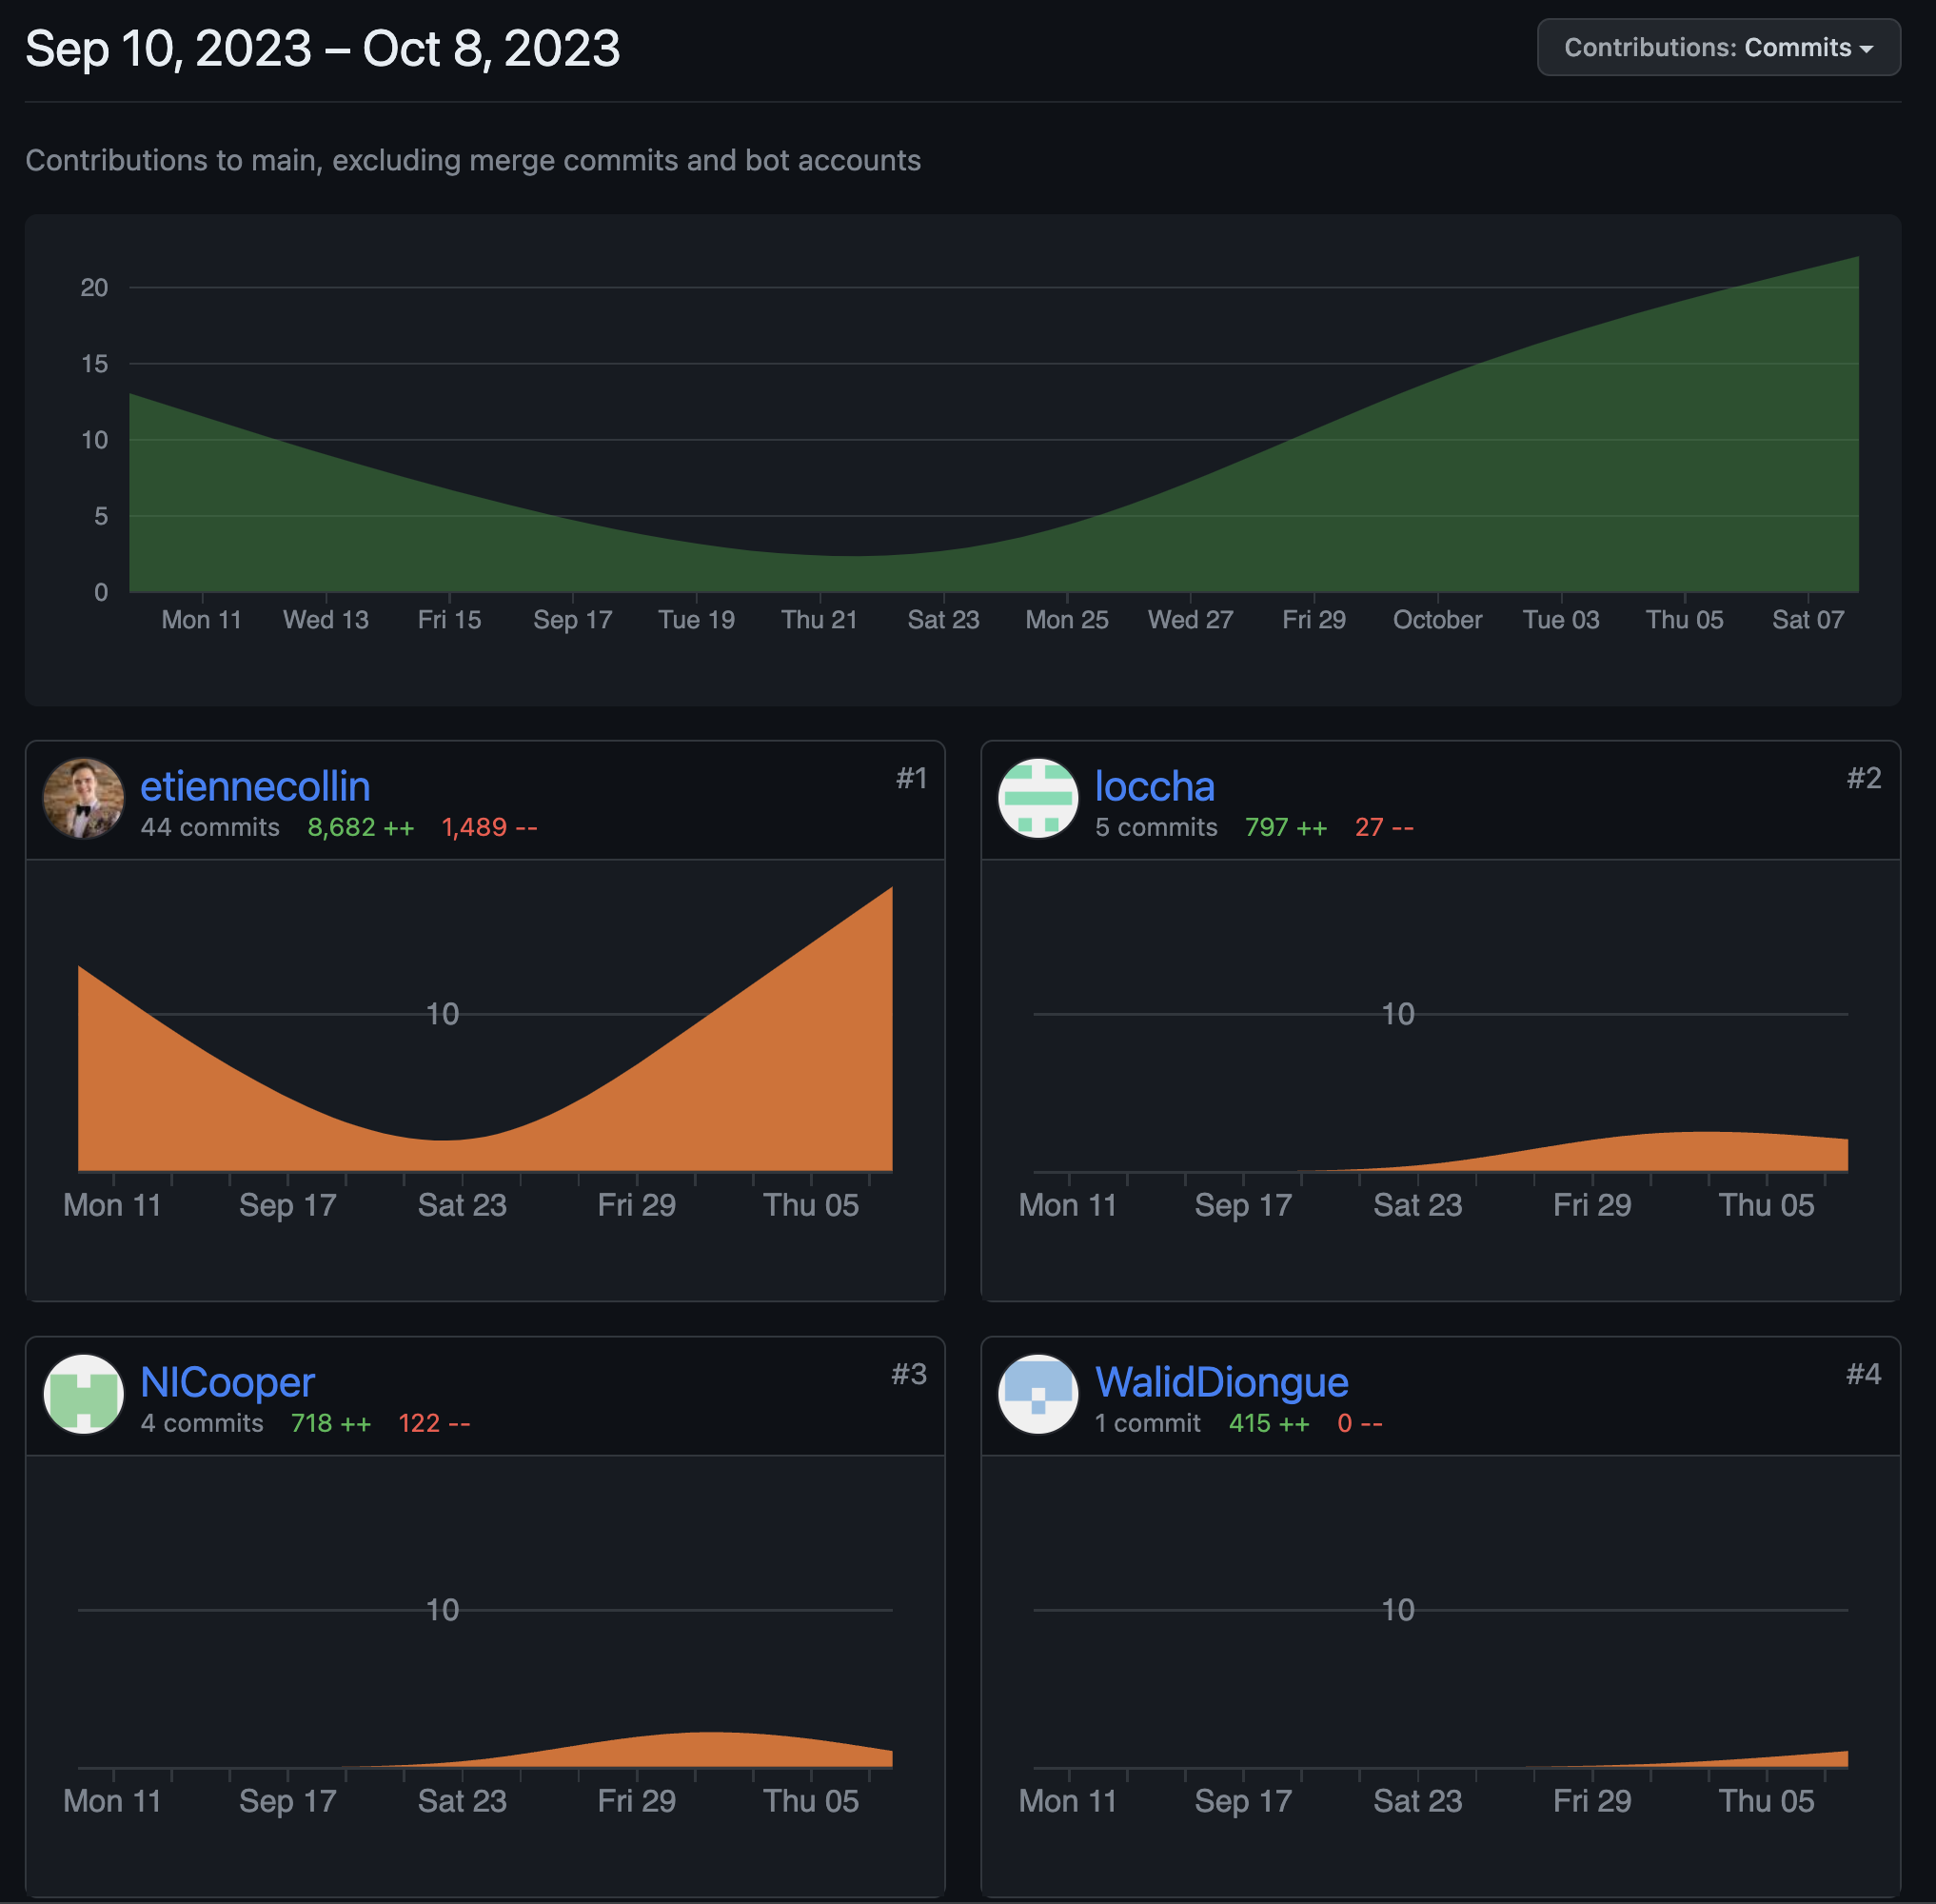 Sep 10, 2023 – Oct 8, 2023
Contributions: Commits
Contributions to main, excluding merge commits and bot accounts
20
15
10
5
0
Mon 11 Wed 13 Fri 15 Sep 17 Tue 19 Thu 21 Sat 23 Mon 25 Wed 27 Fri 29 October Tue 03 Thu 05 Sat 07
etiennecollin
#1
44 commits 8,682 ++ 1,489 --
10
Mon 11 Sep 17 Sat 23 Fri 29 Thu 05
loccha
#2
5 commits 797 ++ 27 --
10
Mon 11 Sep 17 Sat 23 Fri 29 Thu 05
NICooper
#3
4 commits 718 ++ 122 --
10
Mon 11 Sep 17 Sat 23 Fri 29 Thu 05
WalidDiongue
#4
1 commit 415 ++ 0 --
10
Mon 11 Sep 17 Sat 23 Fri 29 Thu 05